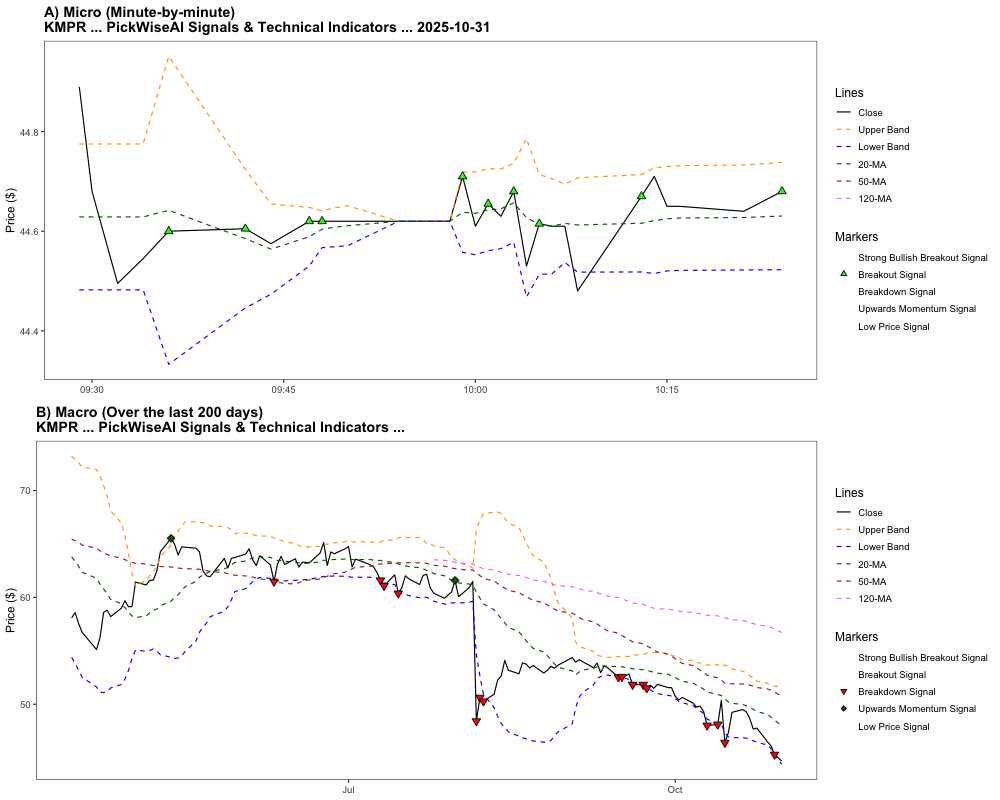 A) Micro (Minute-by-minute)
KMPR ... PickWiseAI Signals & Technical Indicators ... 2025-10-31
Price ($)
44.8
44.6
44.4
09:30
09:45
10:00
10:15
Lines
Close
Upper Band
Lower Band
20-MA
50-MA
120-MA
Markers
Strong Bullish Breakout Signal
Breakout Signal
Breakdown Signal
Upwards Momentum Signal
Low Price Signal
B) Macro (Over the last 200 days)
KMPR ... PickWiseAI Signals & Technical Indicators ...
Price ($)
70
60
50
Jul
Oct
Lines
Close
Upper Band
Lower Band
20-MA
50-MA
120-MA
Markers
Strong Bullish Breakout Signal
Breakout Signal
Breakdown Signal
Upwards Momentum Signal
Low Price Signal